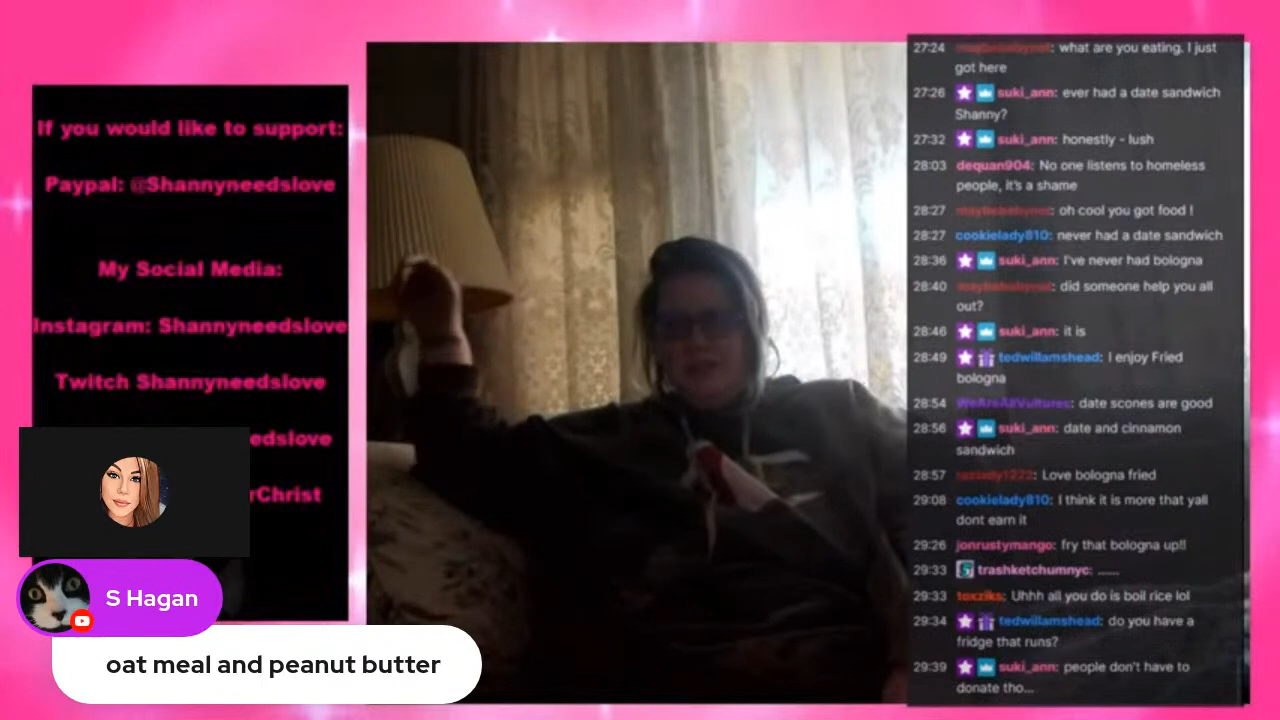 If you would like to support:
Paypal: @Shannyneedslove
My Social Media:
Instagram: Shannyneedslove
Twitch Shannyneedslove
edslove
rChrist
S Hagan
oat meal and peanut butter
27:24 : what are you eating. I just
got here
27:26 suki_ann: ever had a date sandwich
Shanny?
27:32 suki_ann: honestly - lush
28:03 dequan904: No one listens to homeless
people, it's a shame
28:27 : oh cool you got food !
28:27 cookielady810: never had a date sandwich
28:36 suki_ann: I've never had bologna
28:40 : did someone help you all
out?
28:46 suki_ann: it is
28:49 tedwillamshead: I enjoy Fried
bologna
28:54 WeAreAllVultures: date scones are good
28:56 suki_ann: date and cinnamon
sandwich
28:57 : Love bologna fried
29:08 cookielady810: I think it is more that yall
dont earn it
29:26 jonrustymango: fry that bologna up!!
29:33 trashketchumnyc: ......
29:33 toxziks: Uhhh all you do is boil rice lol
29:34 tedwillamshead: do you have a
fridge that runs?
29:39 suki_ann: people don't have to
donate tho...